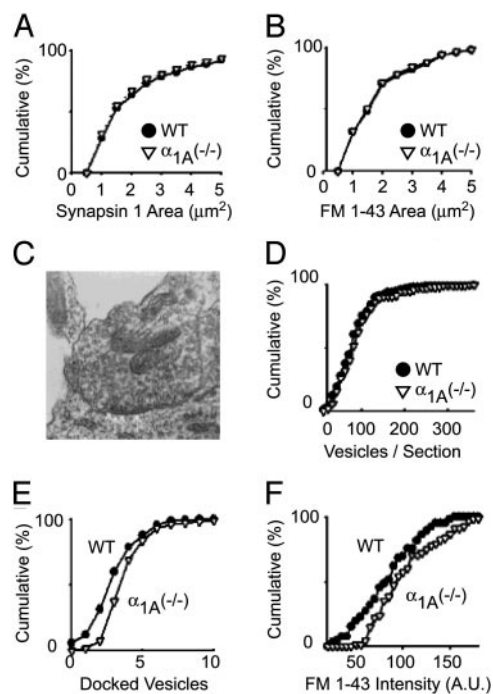 A
100
Cumulative (%)
0
WT
α1A(-/-)
0 1 2 3 4 5
Synapsin 1 Area (μm²)
B
100
Cumulative (%)
0
WT
α1A(-/-)
0 1 2 3 4 5
FM 1-43 Area (μm²)
C
D
100
Cumulative (%)
0
WT
α1A(-/-)
0 100 200 300
Vesicles / Section
E
100
Cumulative (%)
0
WT
α1A(-/-)
0 5 10
Docked Vesicles
F
100
Cumulative (%)
0
WT
α1A(-/-)
50 100 150
FM 1-43 Intensity (A.U.)